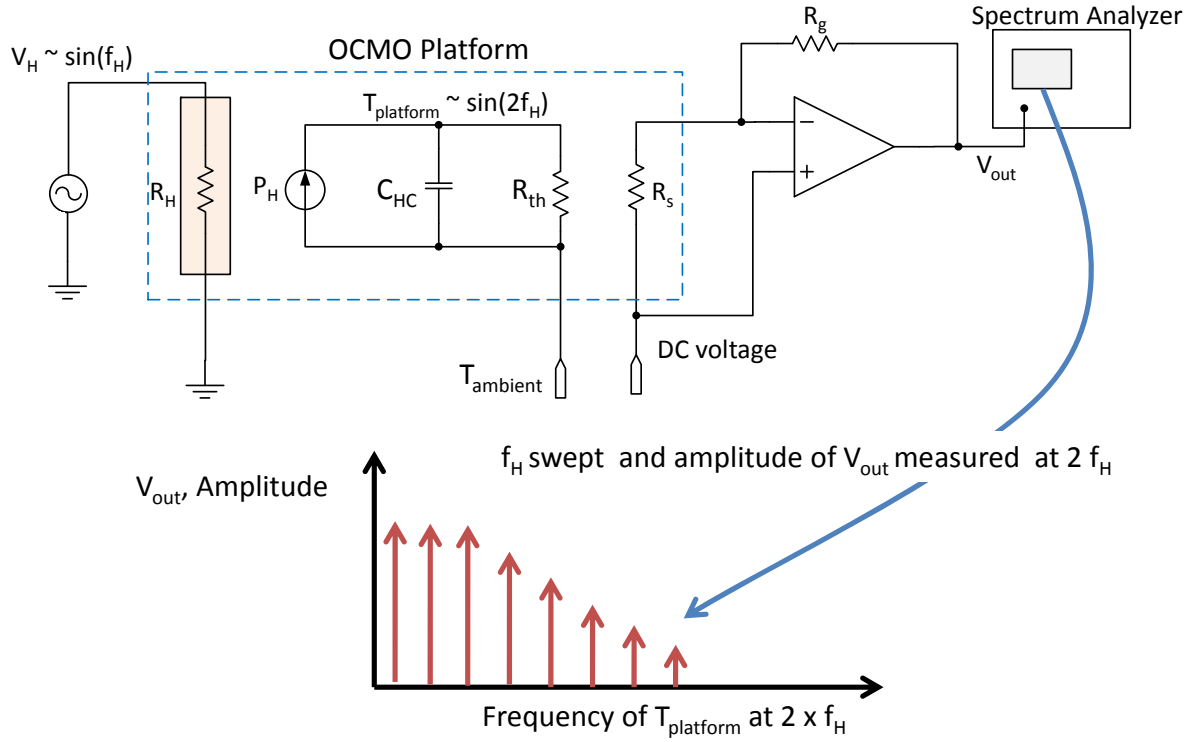 Spectrum Analyzer
R_g
V_H ~ sin(f_H)
OCMO Platform
T_platform ~ sin(2f_H)
R_H
P_H
C_HC
R_th
R_s
−
+
V_out
DC voltage
T_ambient
f_H swept and amplitude of V_out measured at 2 f_H
V_out, Amplitude
Frequency of T_platform at 2 x f_H